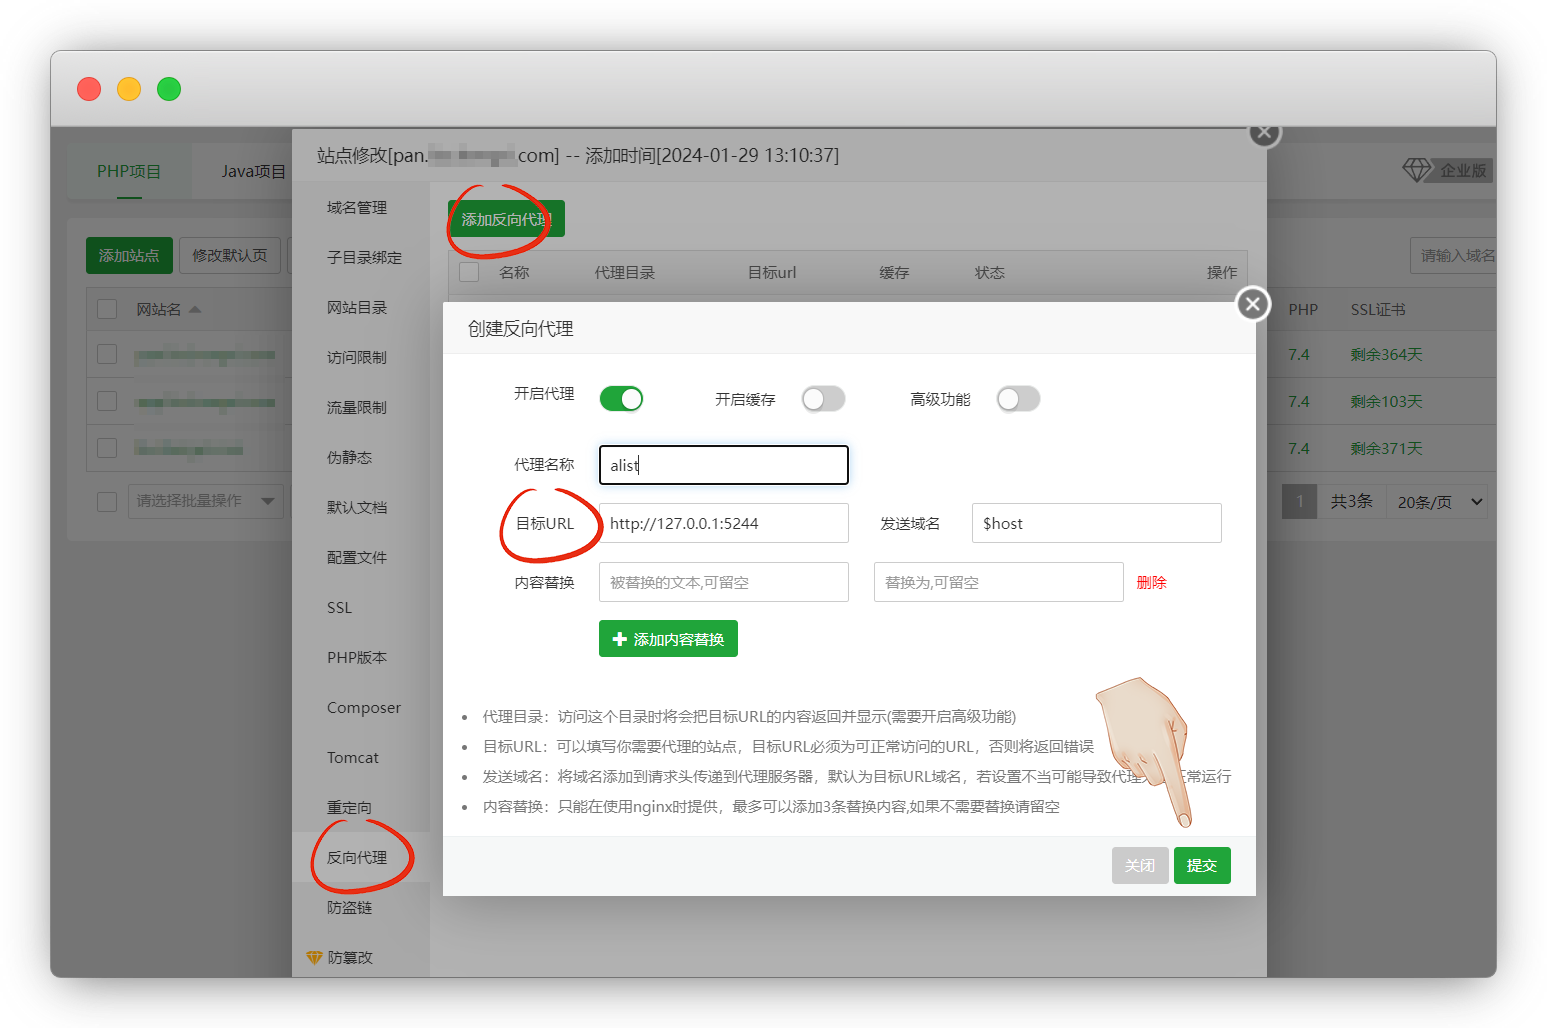 站点修改[pan. com] -- 添加时间[2024-01-29 13:10:37]
PHP项目
Java项目
企业版
添加站点
修改默认页
请输入域名
网站名
PHP
SSL证书
7.4
剩余364天
7.4
剩余103天
7.4
剩余371天
请选择批量操作
1
共3条
20条/页
域名管理
子目录绑定
网站目录
访问限制
流量限制
伪静态
默认文档
配置文件
SSL
PHP版本
Composer
Tomcat
重定向
反向代理
防盗链
防篡改
添加反向代理
名称
代理目录
目标url
缓存
状态
操作
创建反向代理
开启代理
开启缓存
高级功能
代理名称
alist
目标URL
http://127.0.0.1:5244
发送域名
$host
内容替换
被替换的文本,可留空
替换为,可留空
删除
添加内容替换
代理目录：访问这个目录时将会把目标URL的内容返回并显示(需要开启高级功能)
目标URL：可以填写你需要代理的站点，目标URL必须为可正常访问的URL，否则将返回错误
发送域名：将域名添加到请求头传递到代理服务器，默认为目标URL域名，若设置不当可能导致代理 正常运行
内容替换：只能在使用nginx时提供，最多可以添加3条替换内容,如果不需要替换请留空
关闭
提交